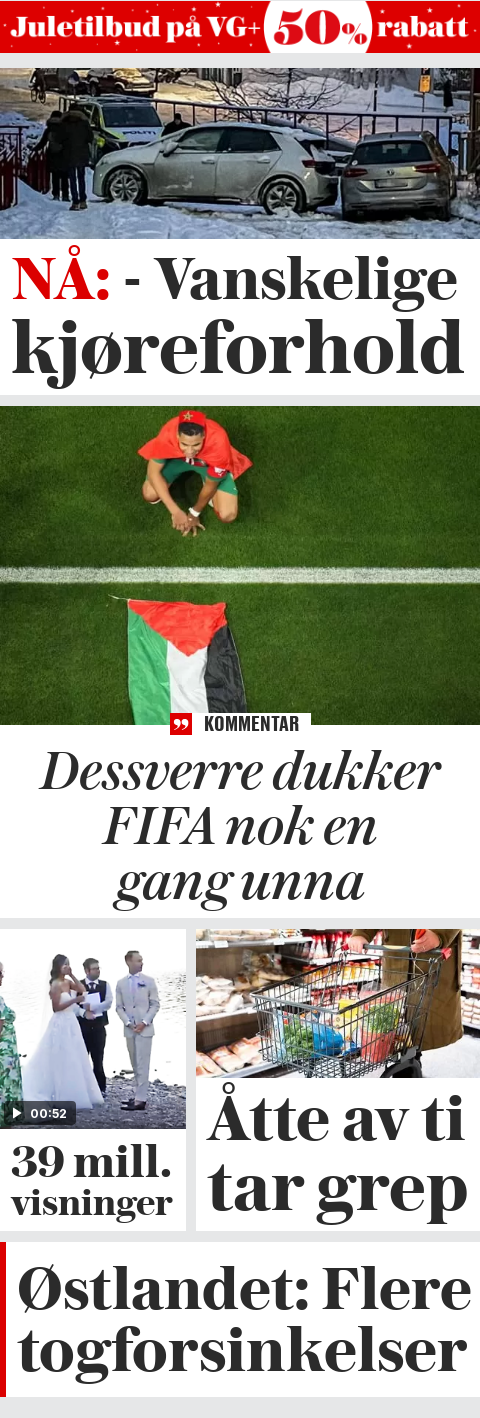 Juletilbud på VG+ 50% rabatt
POLITI
NÅ: - Vanskelige
kjøreforhold
KOMMENTAR
Dessverre dukker
FIFA nok en
gang unna
00:52
39 mill.
visninger
Åtte av ti
tar grep
Østlandet: Flere
togforsinkelser